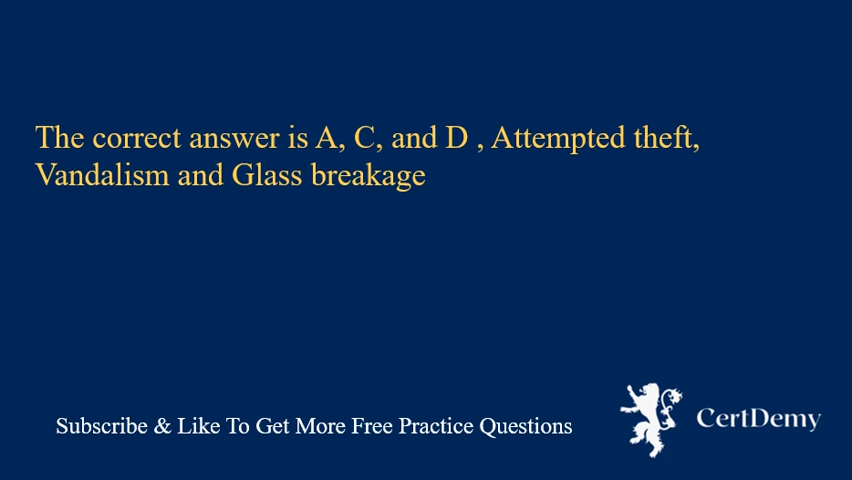 The correct answer is A, C, and D , Attempted theft,
Vandalism and Glass breakage
Subscribe & Like To Get More Free Practice Questions
CertDemy